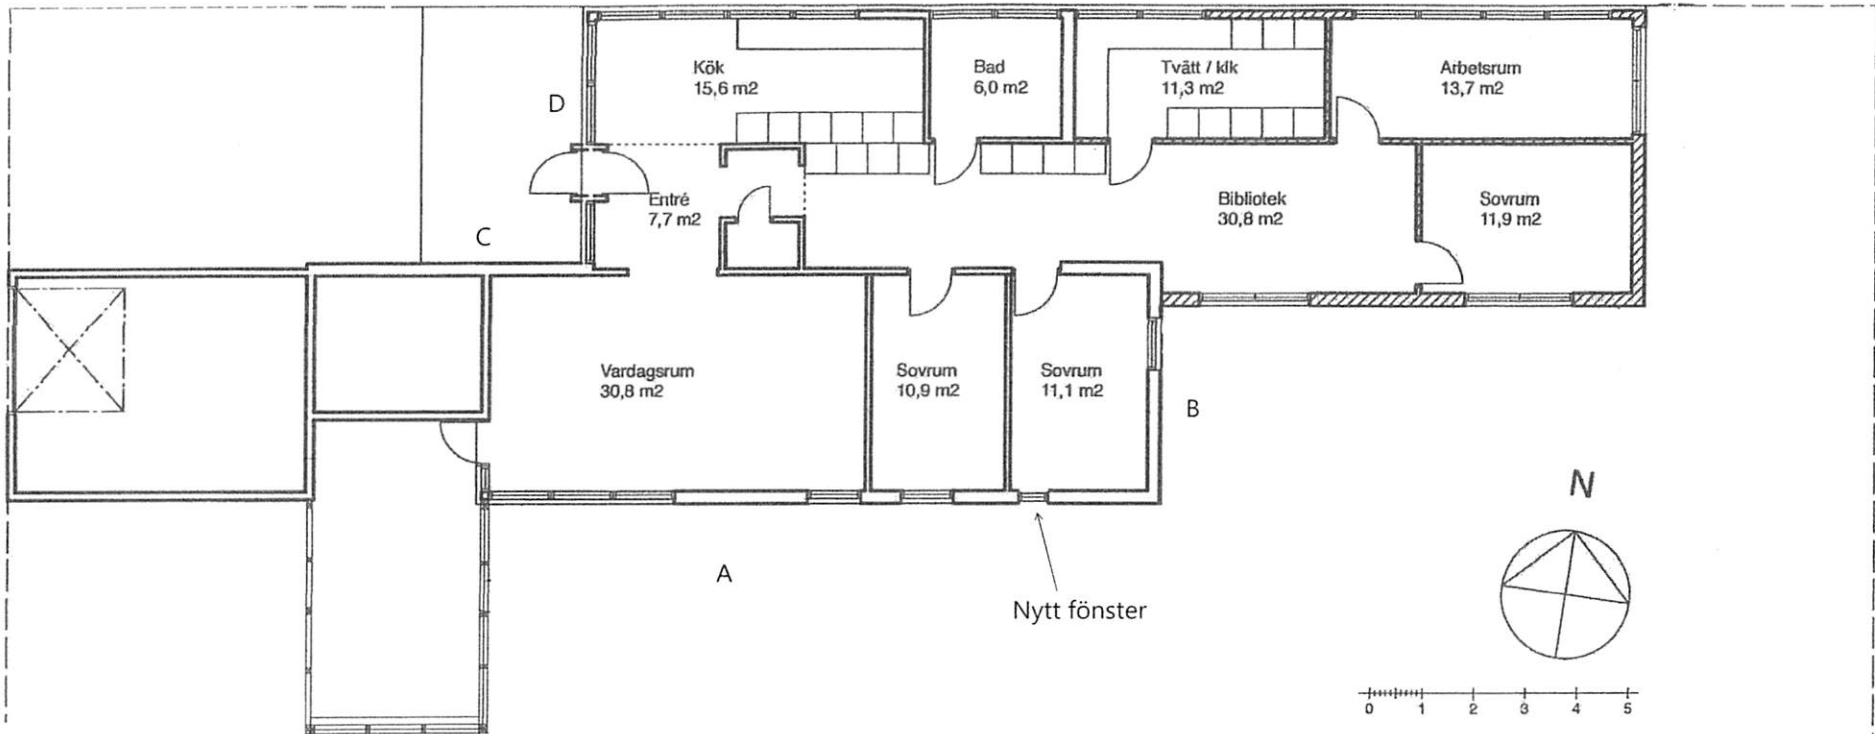 Kök
15,6 m2
Bad
6,0 m2
Tvätt / klk
11,3 m2
Arbetsrum
13,7 m2
D
Entré
7,7 m2
Bibliotek
30,8 m2
Sovrum
11,9 m2
C
Vardagsrum
30,8 m2
Sovrum
10,9 m2
Sovrum
11,1 m2
B
A
Nytt fönster
N
0 1 2 3 4 5